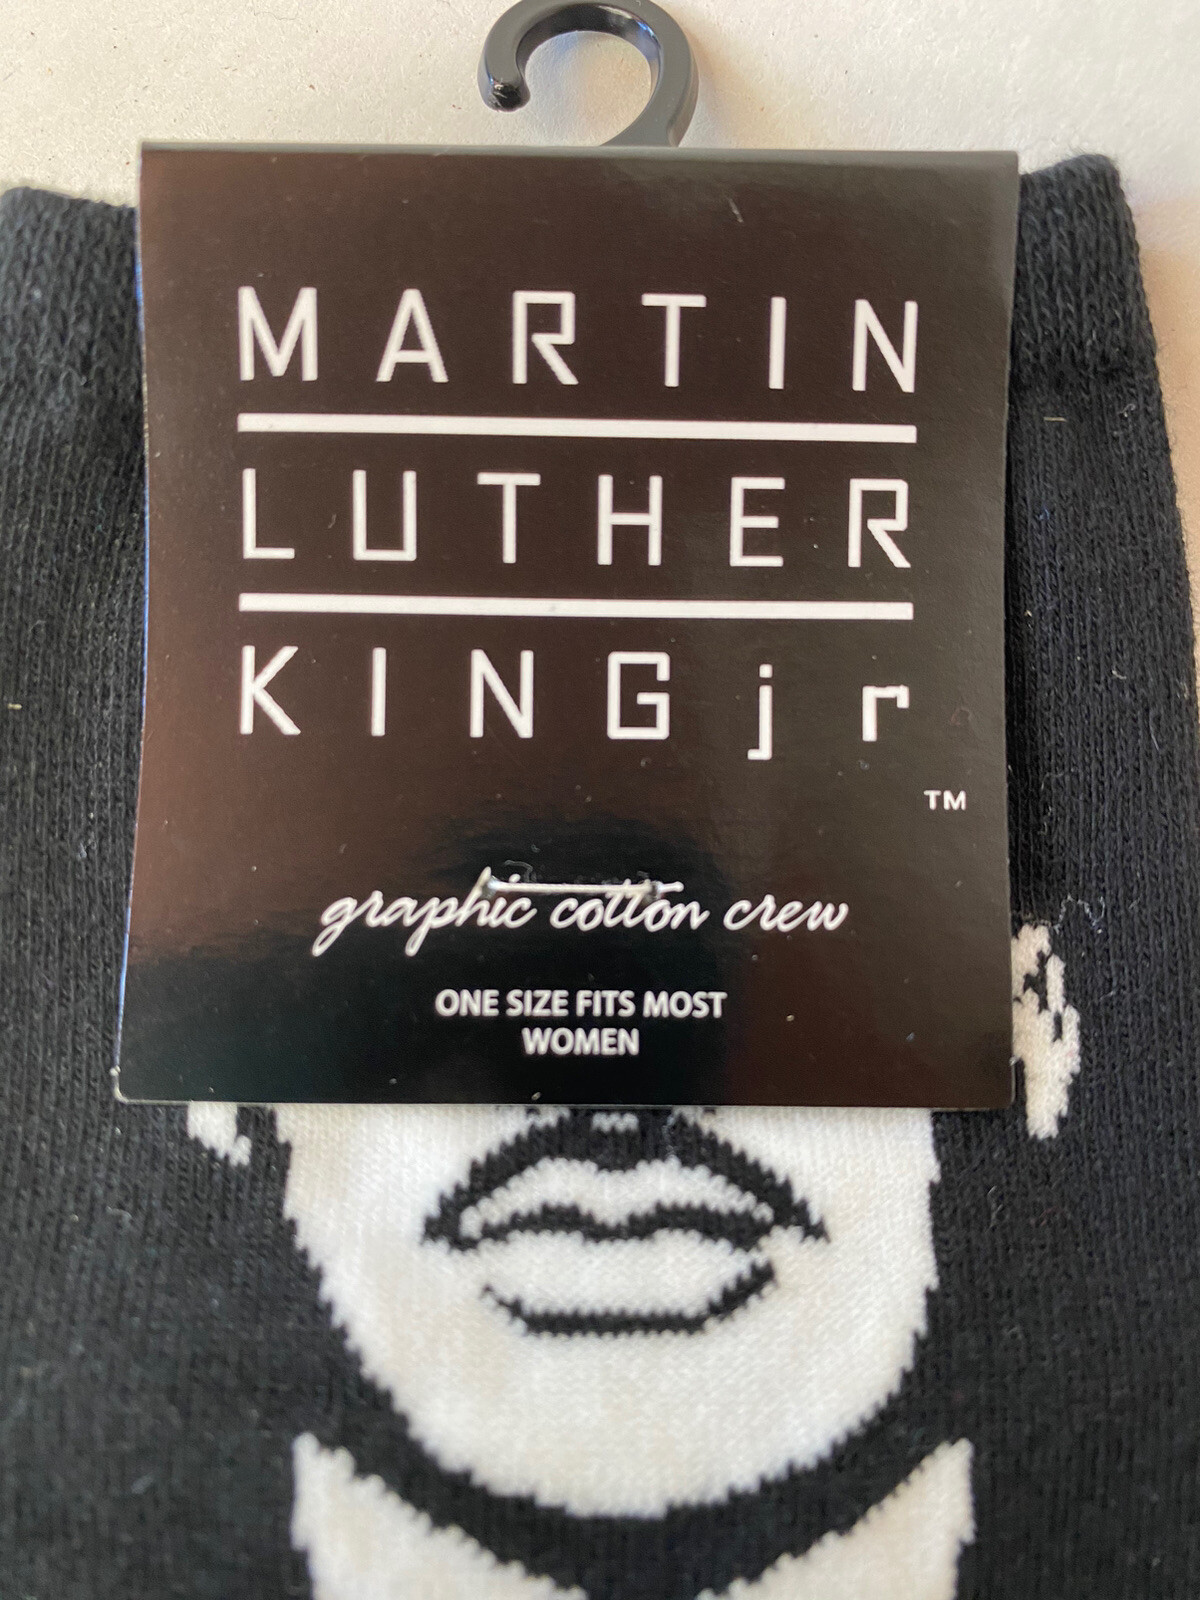 MARTIN
LUTHER
KING jr
TM
graphic cotton crew
ONE SIZE FITS MOST
WOMEN